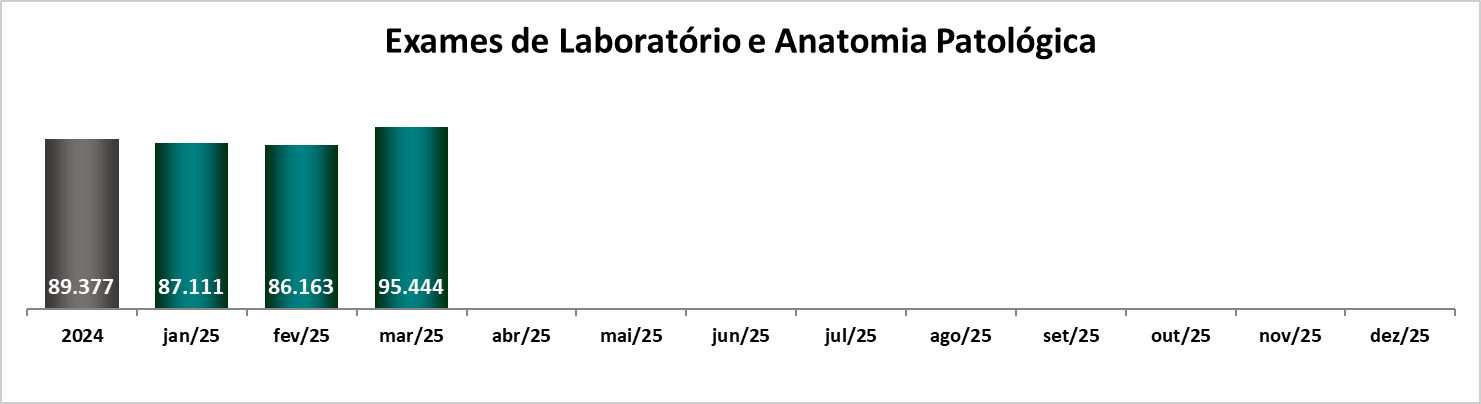 Exames de Laboratório e Anatomia Patológica
89.377 87.111 86.163 95.444
2024 jan/25 fev/25 mar/25 abr/25 mai/25 jun/25 jul/25 ago/25 set/25 out/25 nov/25 dez/25